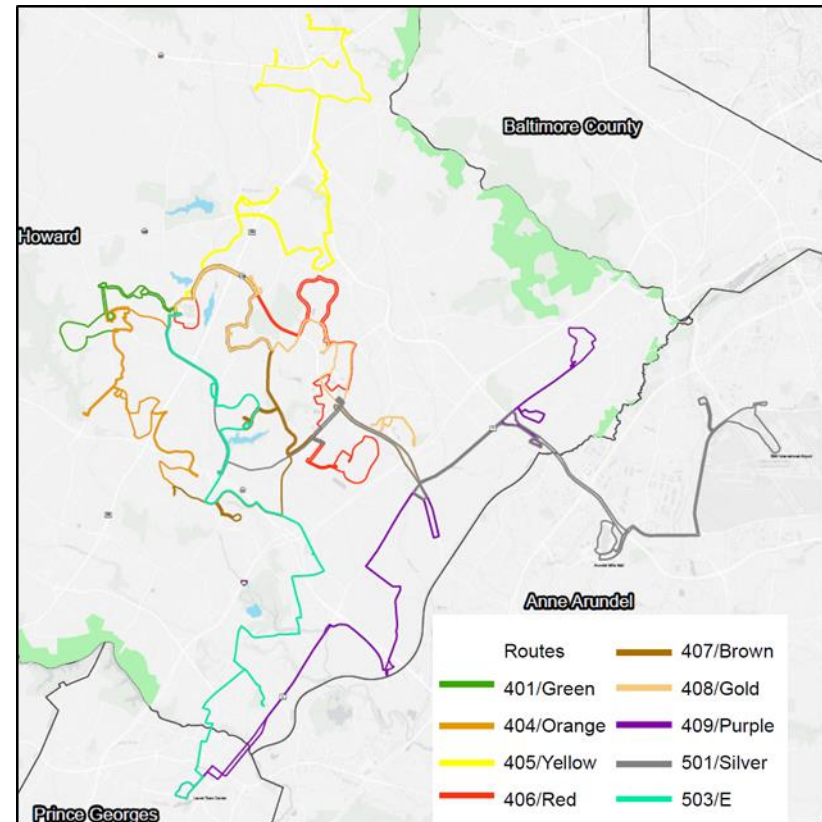 Baltimore County
Howard
Anne Arundel
Routes
401/Green
404/Orange
405/Yellow
406/Red
407/Brown
408/Gold
409/Purple
501/Silver
503/E
Prince Georges